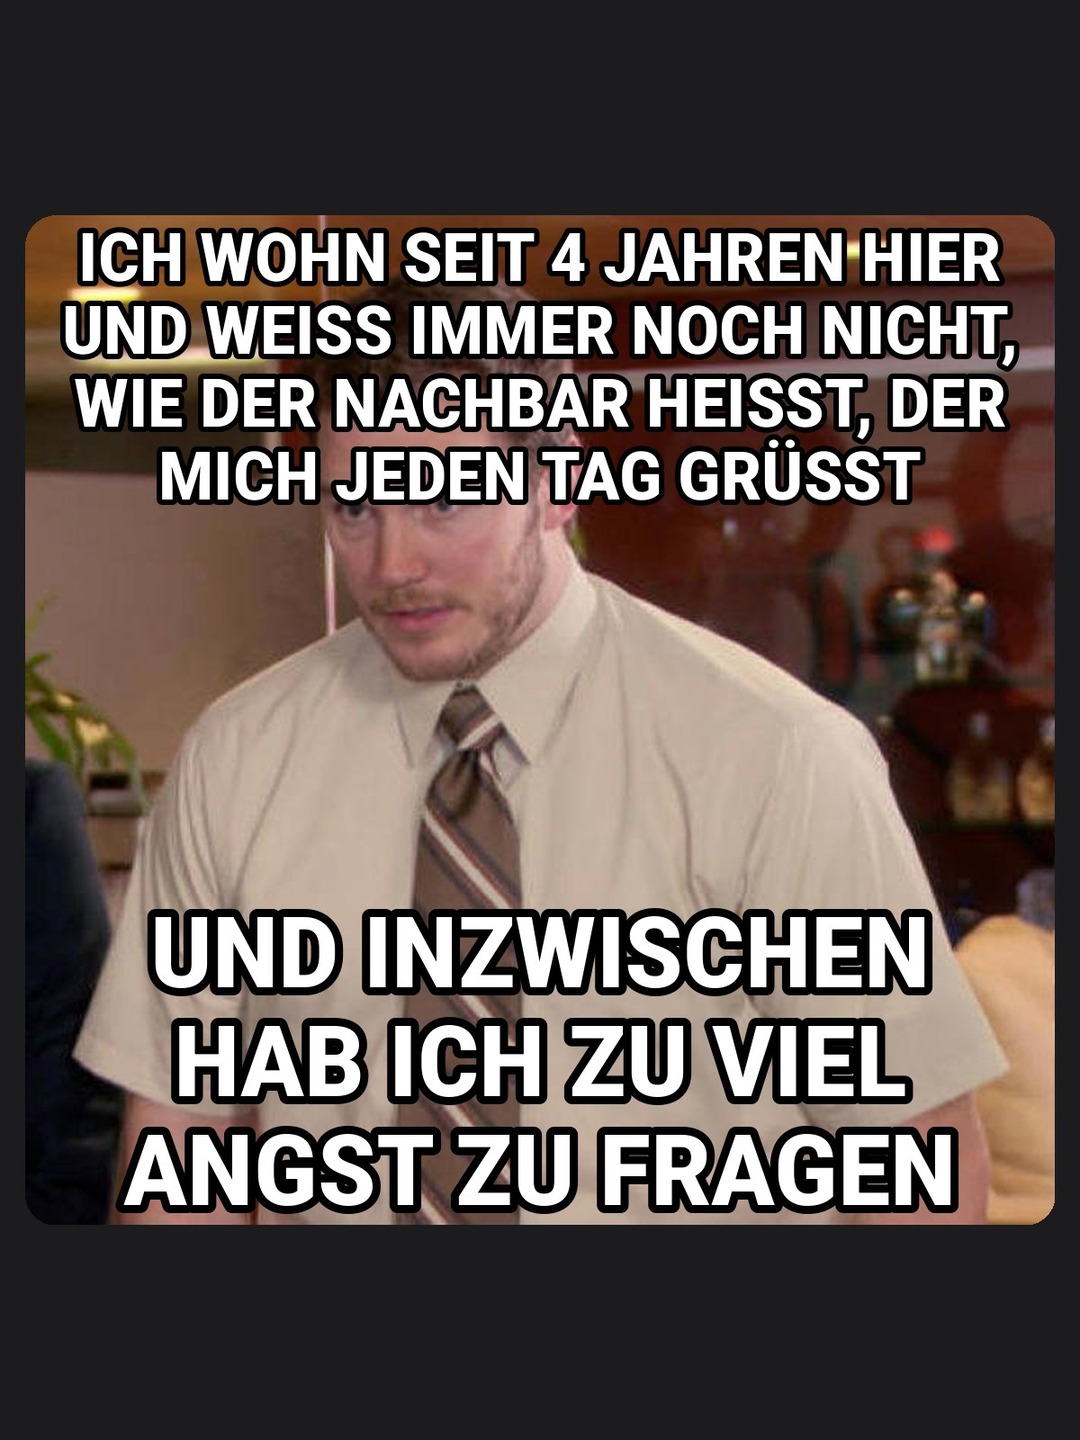 ICH WOHN SEIT 4 JAHREN HIER
UND WEISS IMMER NOCH NICHT,
WIE DER NACHBAR HEISST, DER
MICH JEDEN TAG GRÜSST
UND INZWISCHEN
HAB ICH ZU VIEL
ANGST ZU FRAGEN